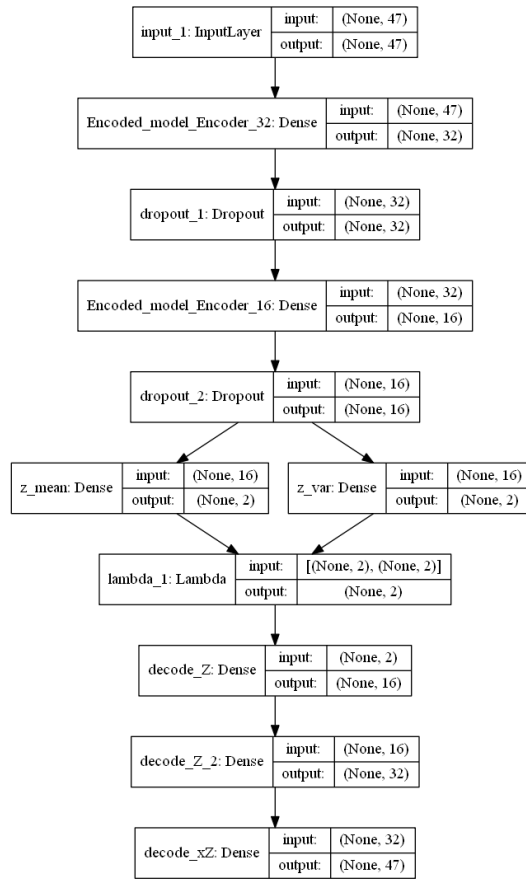 input_1: InputLayer
input: (None, 47)
output: (None, 47)
Encoded_model_Encoder_32: Dense
input: (None, 47)
output: (None, 32)
dropout_1: Dropout
input: (None, 32)
output: (None, 32)
Encoded_model_Encoder_16: Dense
input: (None, 32)
output: (None, 16)
dropout_2: Dropout
input: (None, 16)
output: (None, 16)
z_mean: Dense
input: (None, 16)
output: (None, 2)
z_var: Dense
input: (None, 16)
output: (None, 2)
lambda_1: Lambda
input: [(None, 2), (None, 2)]
output: (None, 2)
decode_Z: Dense
input: (None, 2)
output: (None, 16)
decode_Z_2: Dense
input: (None, 16)
output: (None, 32)
decode_xZ: Dense
input: (None, 32)
output: (None, 47)